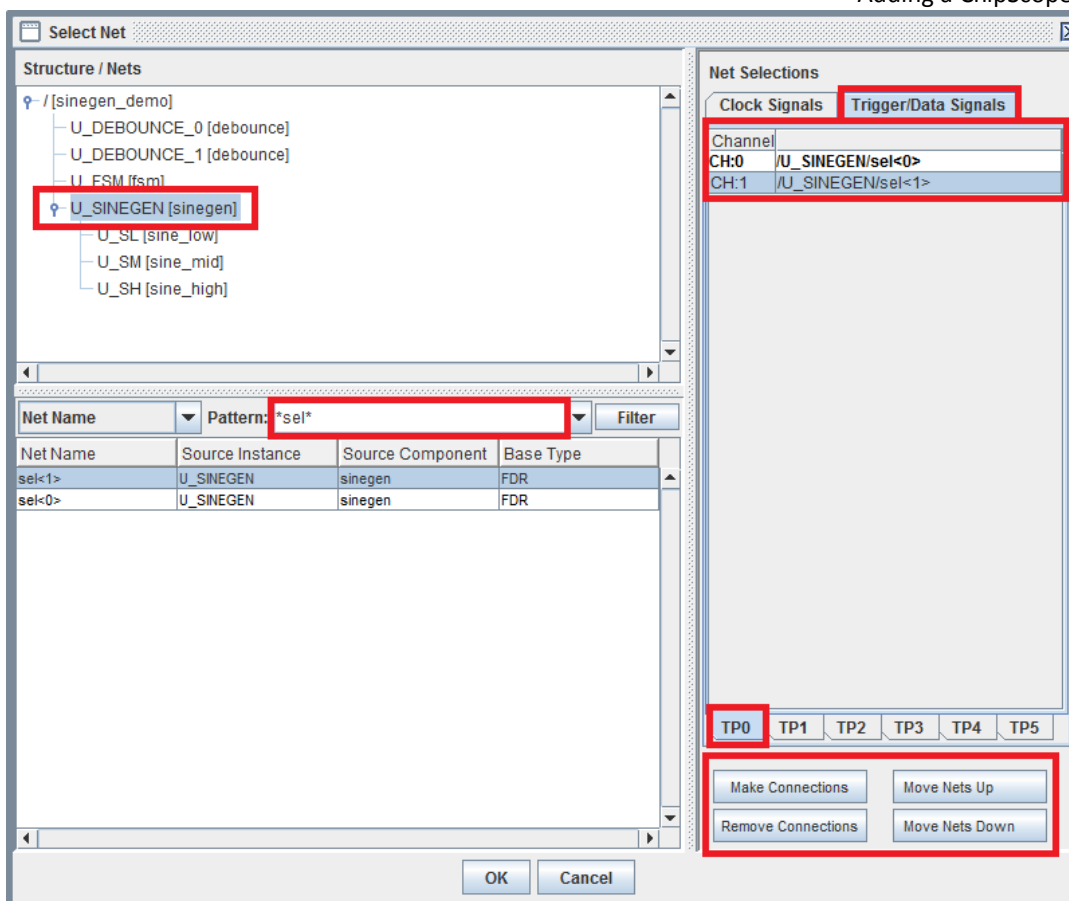 Adding a ChipScope
Select Net
Structure / Nets
/ [sinegen_demo]
U_DEBOUNCE_0 [debounce]
U_DEBOUNCE_1 [debounce]
U_FSM [fsm]
U_SINEGEN [sinegen]
U_SL [sine_low]
U_SM [sine_mid]
U_SH [sine_high]
Net Name Pattern: *sel* Filter
Net Name Source Instance Source Component Base Type
sel<1> U_SINEGEN sinegen FDR
sel<0> U_SINEGEN sinegen FDR
Net Selections
Clock Signals Trigger/Data Signals
Channel
CH:0 /U_SINEGEN/sel<0>
CH:1 /U_SINEGEN/sel<1>
TP0 TP1 TP2 TP3 TP4 TP5
Make Connections Move Nets Up
Remove Connections Move Nets Down
OK Cancel